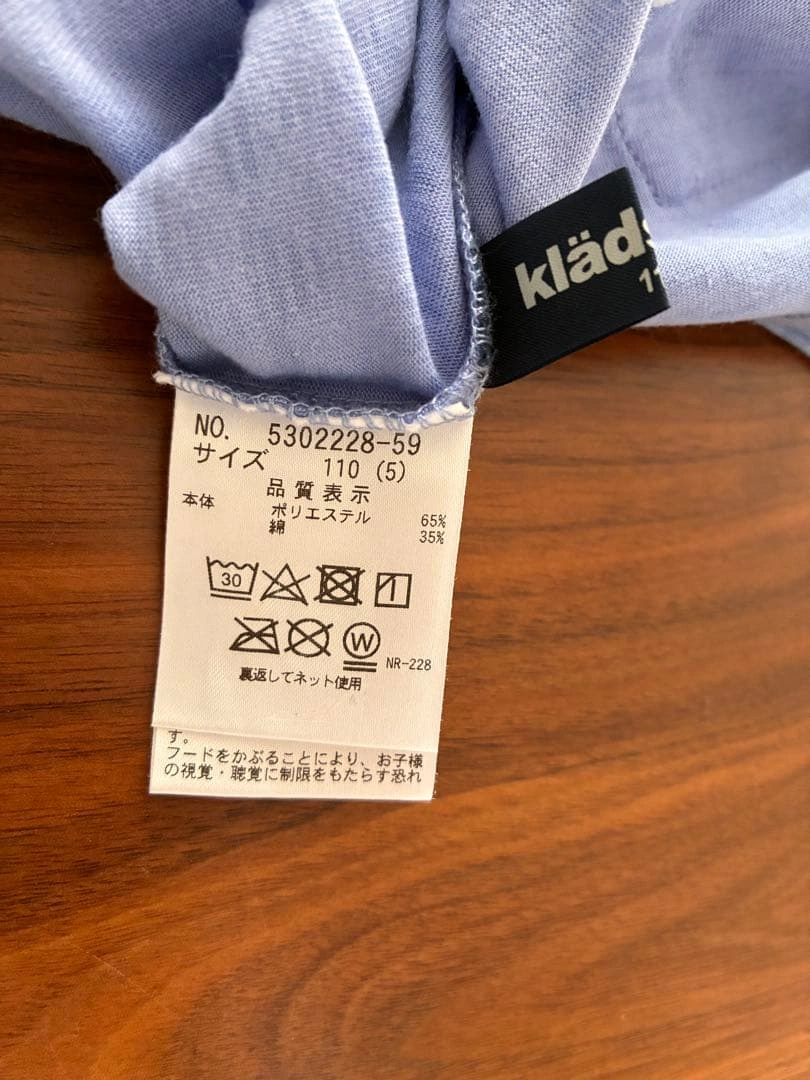 kläd
11
NO. 5302228-59
サイズ 110 (5)
品質表示
本体 ポリエステル 65%
綿 35%
30
W
NR-228
裏返してネット使用
す。
フードをかぶることにより、お子様
の視覚・聴覚に制限をもたらす恐れ